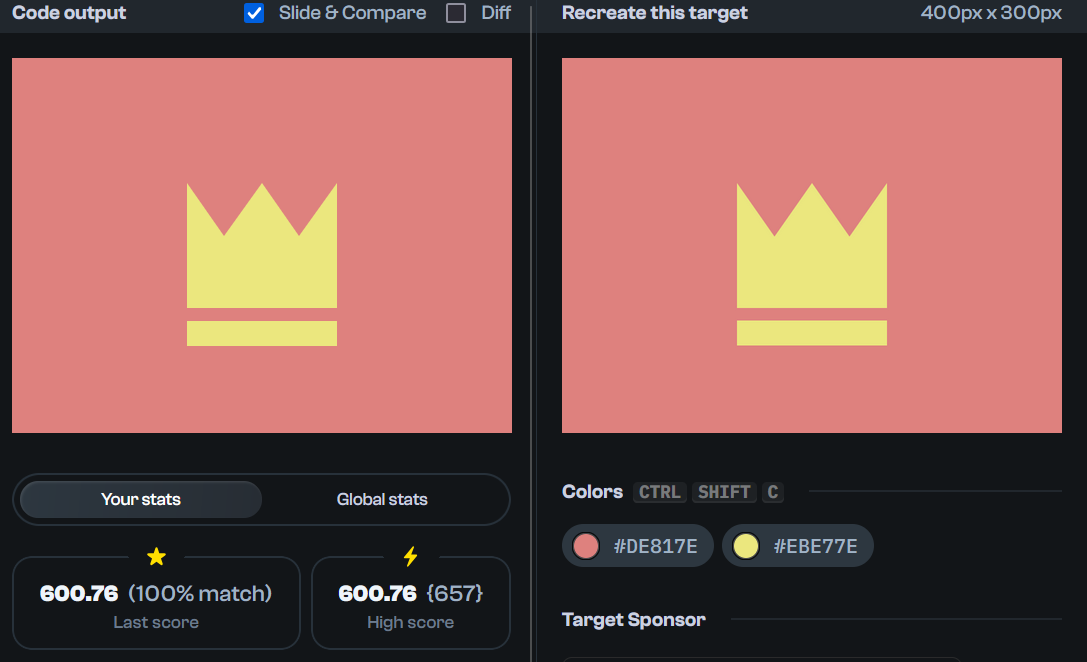 Code output
Slide & Compare
Diff
Recreate this target
400px x 300px
Your stats
Global stats
600.76 (100% match)
Last score
600.76 {657}
High score
Colors CTRL SHIFT C
#DE817E
#EBE77E
Target Sponsor